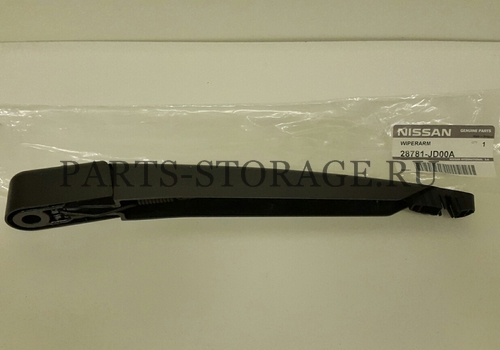 NISSAN
GENUINE PARTS
WIPERARM
1
28781-JD00A
PARTS-STORAGE.RU